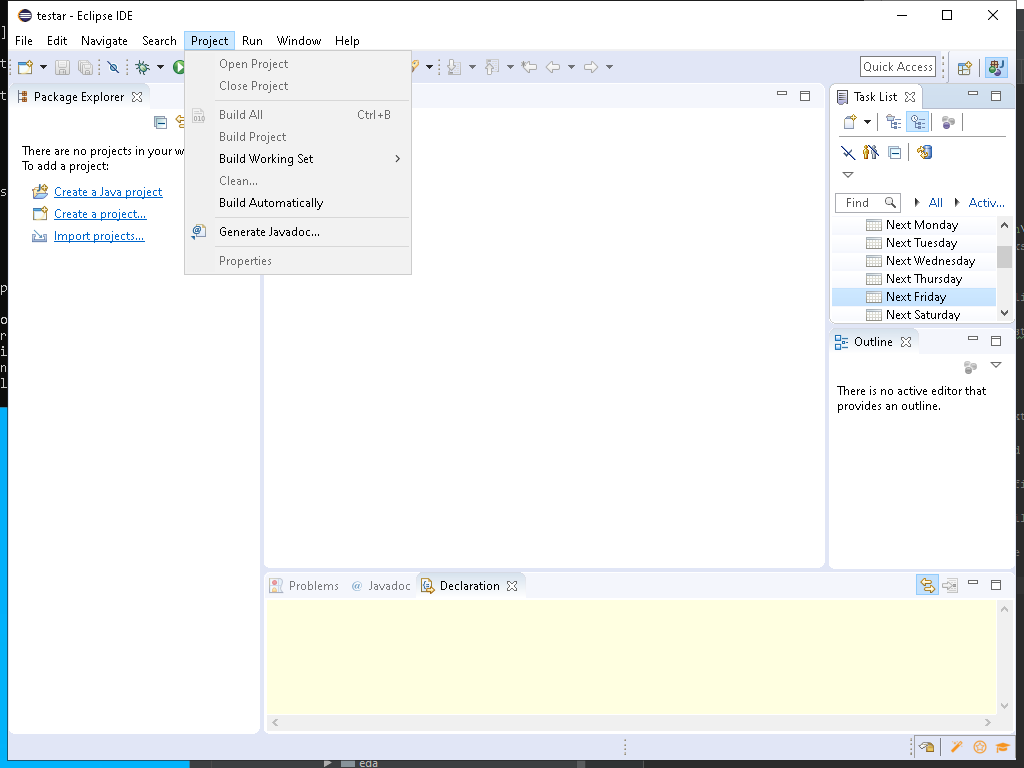 testar - Eclipse IDE
File Edit Navigate Search Project Run Window Help
Quick Access
Open Project
Close Project
Build All Ctrl+B
Build Project
Build Working Set
Clean...
Build Automatically
Generate Javadoc...
Properties
Package Explorer
There are no projects in your w
To add a project:
Create a Java project
Create a project...
Import projects...
Task List
Find
All
Activ...
Next Monday
Next Tuesday
Next Wednesday
Next Thursday
Next Friday
Next Saturday
Outline
There is no active editor that
provides an outline.
Problems @ Javadoc Declaration
eda